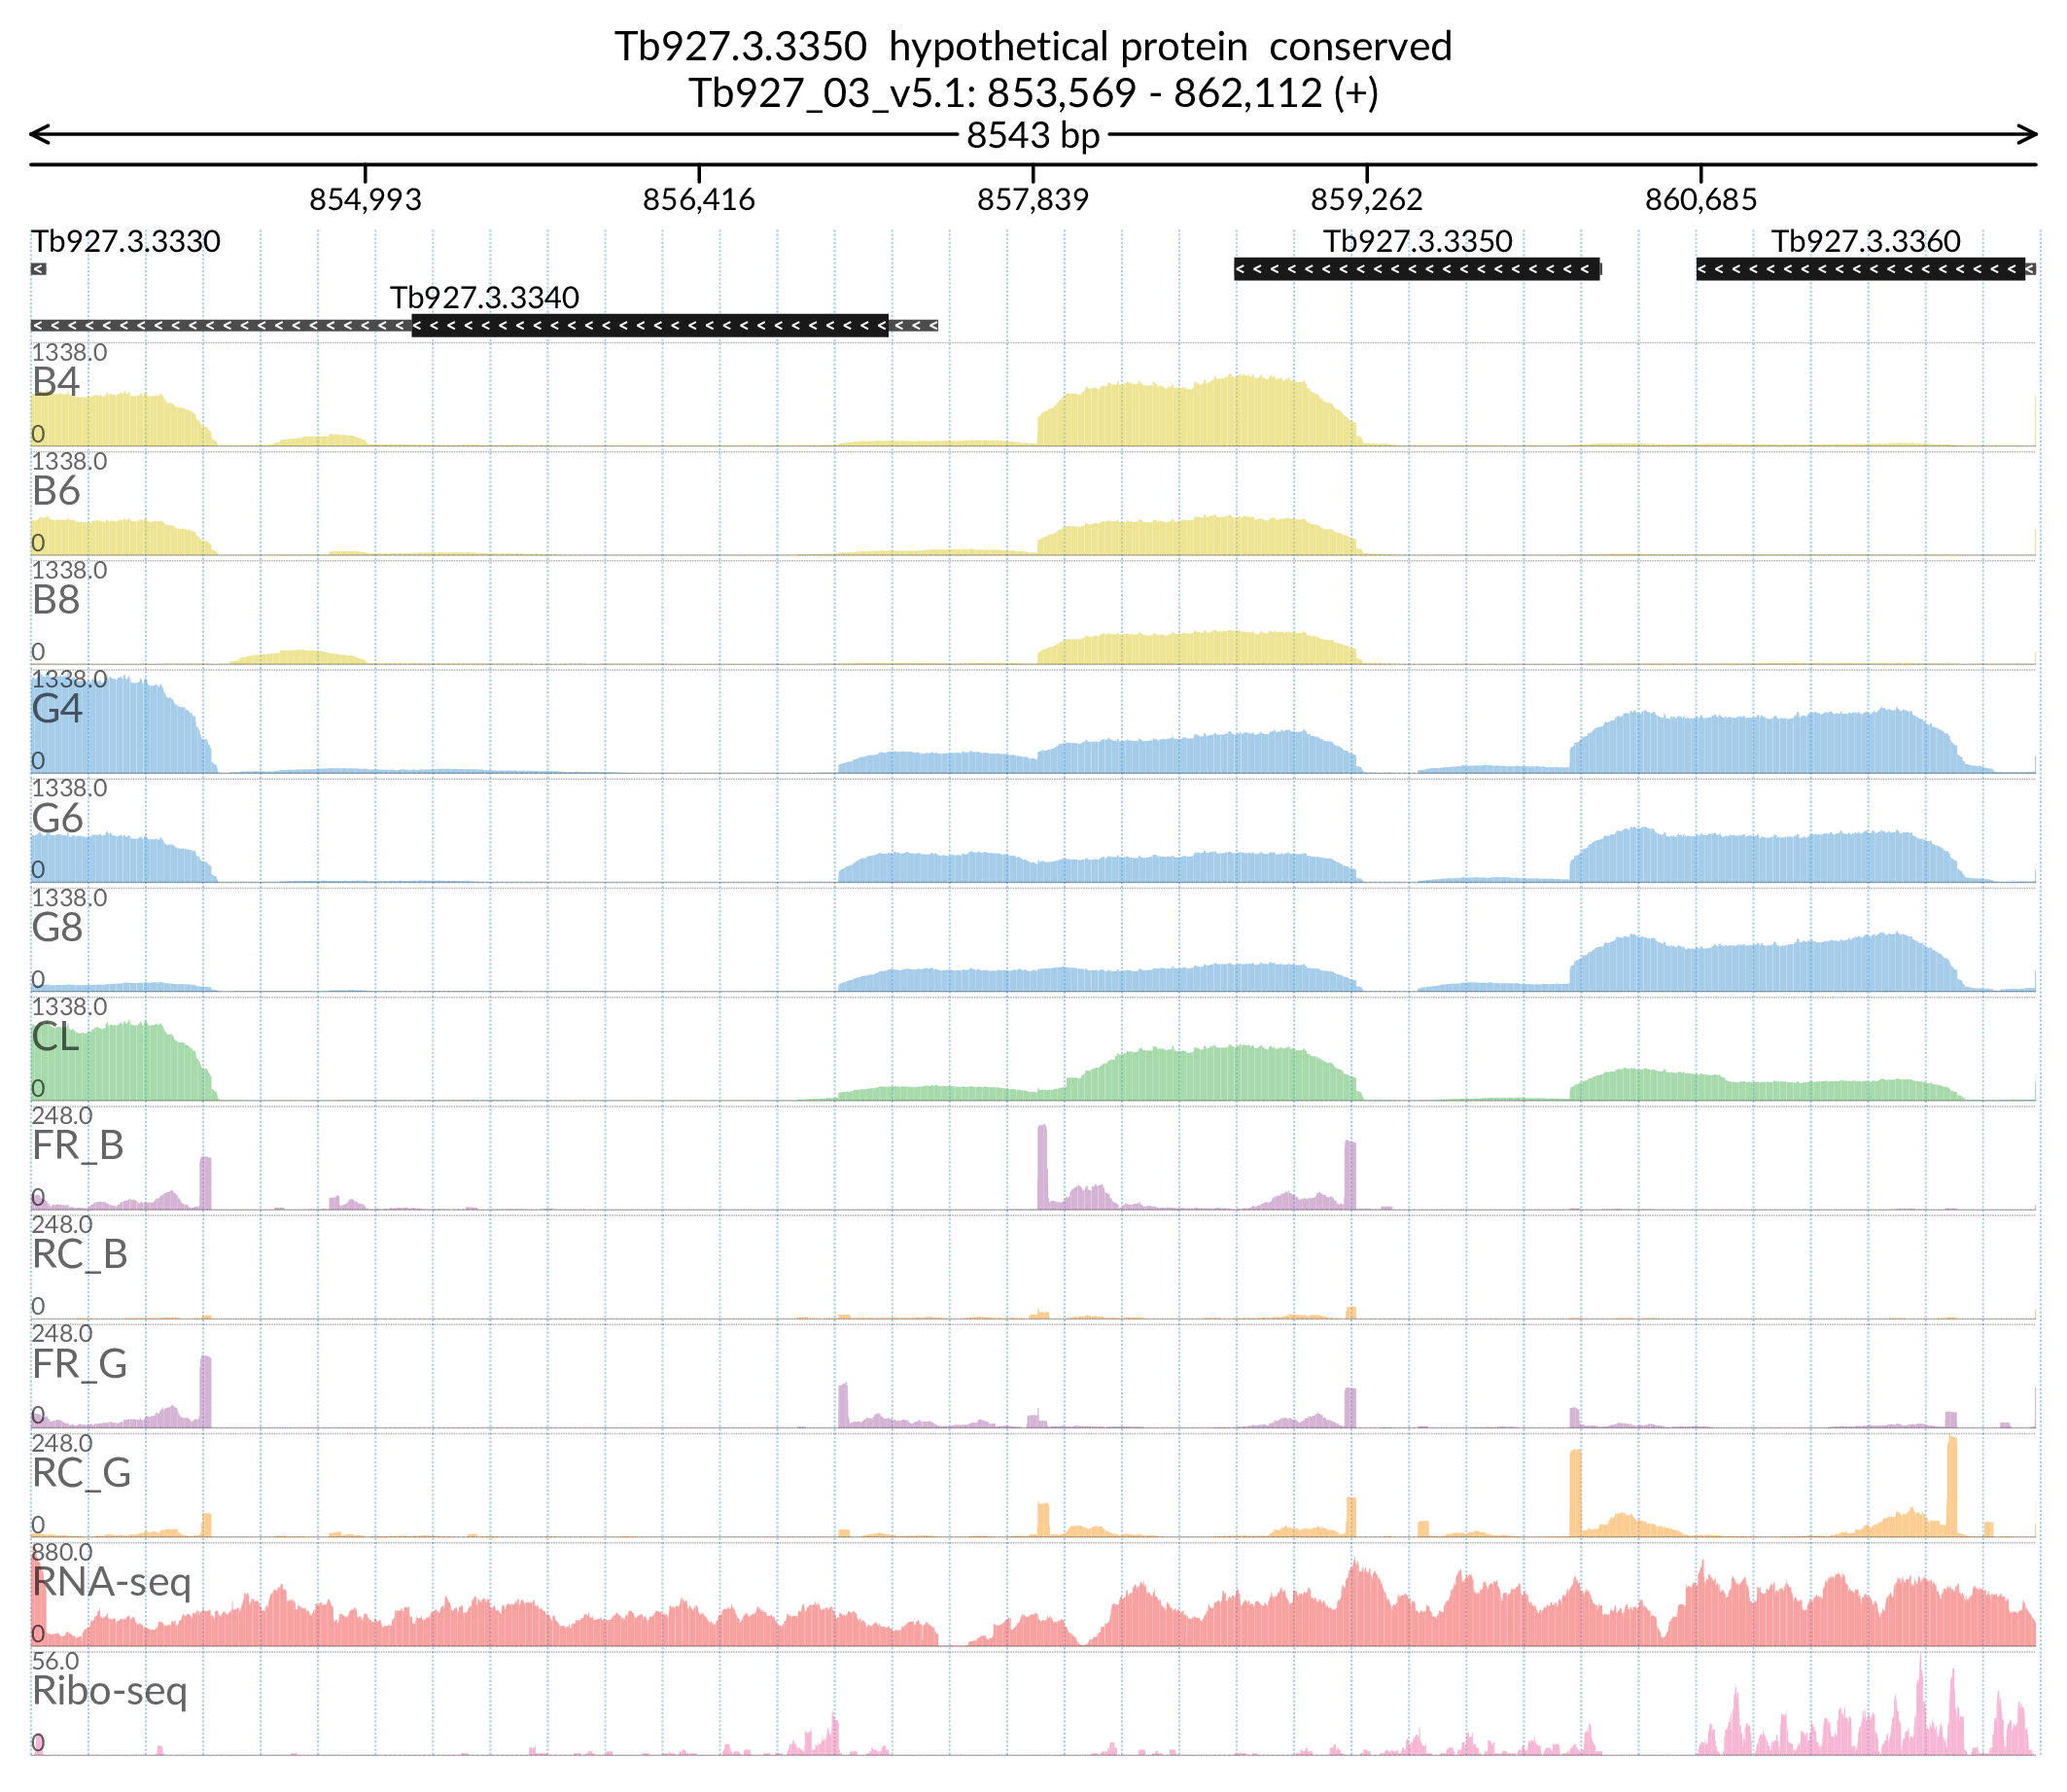 Tb927.3.3350 hypothetical protein conserved
Tb927_03_v5.1: 853,569 - 862,112 (+)
8543 bp
854,993 856,416 857,839 859,262 860,685
Tb927.3.3330 Tb927.3.3350 Tb927.3.3360
Tb927.3.3340
1338.0
B4
0
1338.0
B6
0
1338.0
B8
0
1338.0
G4
0
1338.0
G6
0
1338.0
G8
0
1338.0
CL
0
248.0
FR_B
0
248.0
RC_B
0
248.0
FR_G
0
248.0
RC_G
0
880.0
RNA-seq
0
56.0
Ribo-seq
0